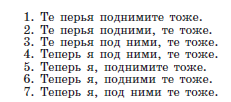 1. Те перья поднимите тоже.
2. Те перья подними, те тоже.
3. Те перья под ними, те тоже.
4. Теперь я под ними, те тоже.
5. Теперь я, поднимите тоже.
6. Теперь я, подними те тоже.
7. Теперь я, под ними те тоже.